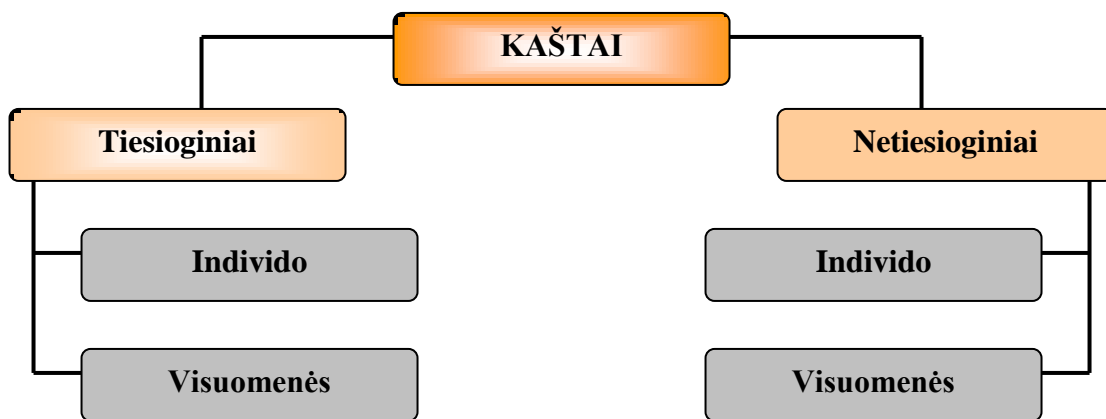 KAŠTAI
Tiesioginiai
Netiesioginiai
Individo
Individo
Visuomenės
Visuomenės